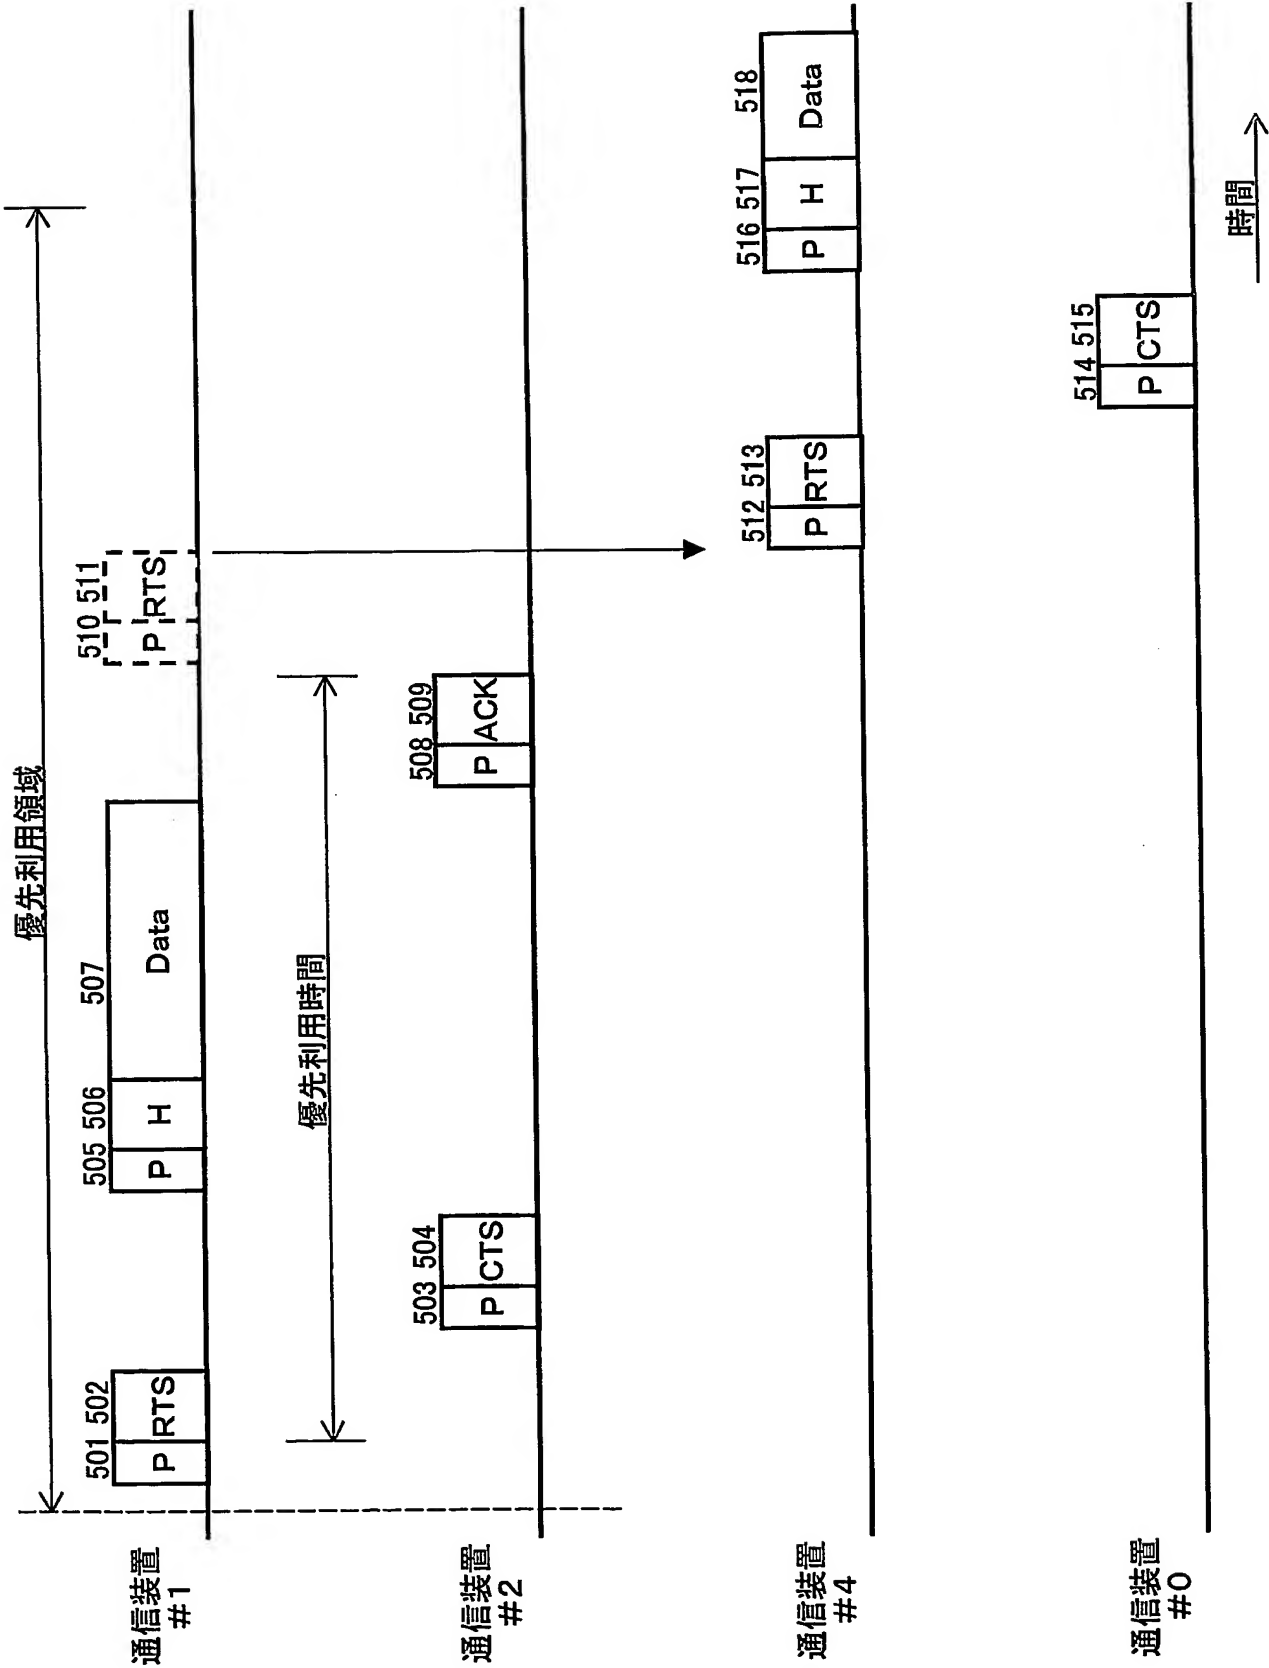 優先利用領域
501 502
505 506
507
510 511
P RTS
P H Data
P RTS
通信装置
#1
優先利用時間
503 504
508 509
P CTS
P ACK
通信装置
#2
512 513
516 517
518
P RTS
P H Data
通信装置
#4
514 515
P CTS
通信装置
#0
時間